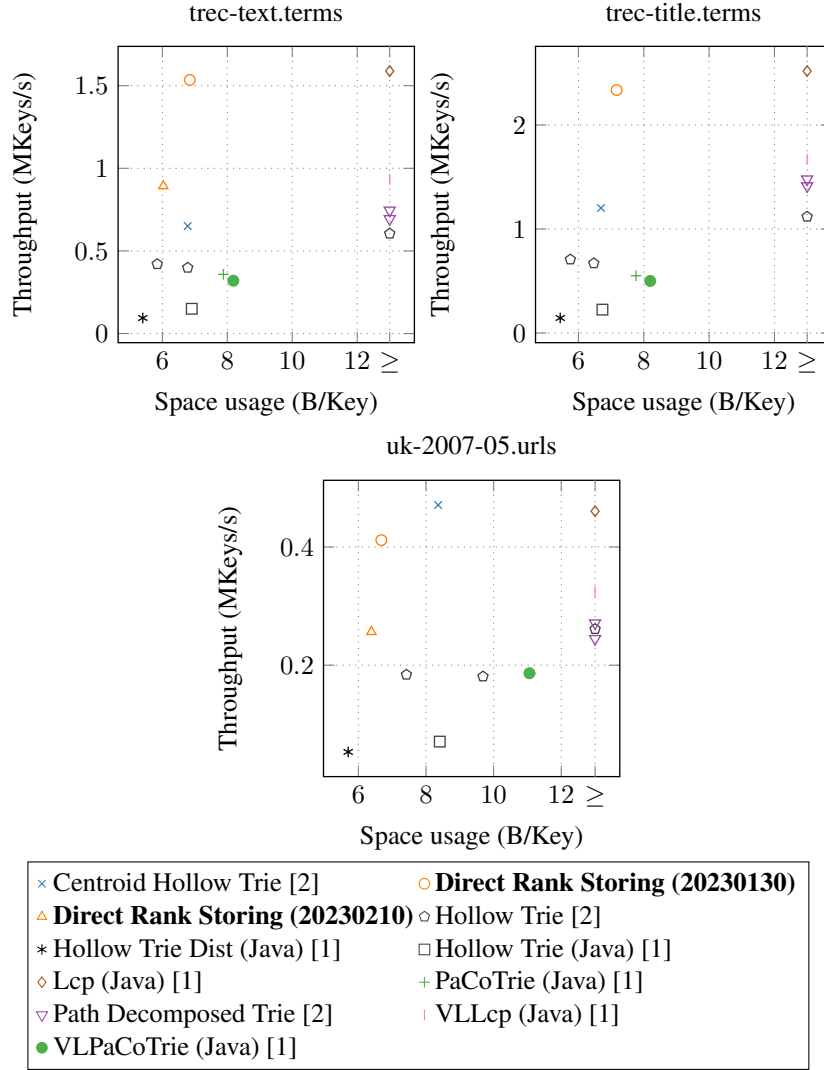 trec-text.terms
trec-title.terms
Throughput (MKeys/s)
1.5
1
0.5
0
6 8 10 12 ≥
Space usage (B/Key)
Throughput (MKeys/s)
2
1
0
6 8 10 12 ≥
Space usage (B/Key)
uk-2007-05.urls
Throughput (MKeys/s)
0.4
0.2
6 8 10 12 ≥
Space usage (B/Key)
Centroid Hollow Trie [2]
Direct Rank Storing (20230130)
Direct Rank Storing (20230210)
Hollow Trie [2]
Hollow Trie Dist (Java) [1]
Hollow Trie (Java) [1]
Lcp (Java) [1]
PaCoTrie (Java) [1]
Path Decomposed Trie [2]
VLLcp (Java) [1]
VLPaCoTrie (Java) [1]